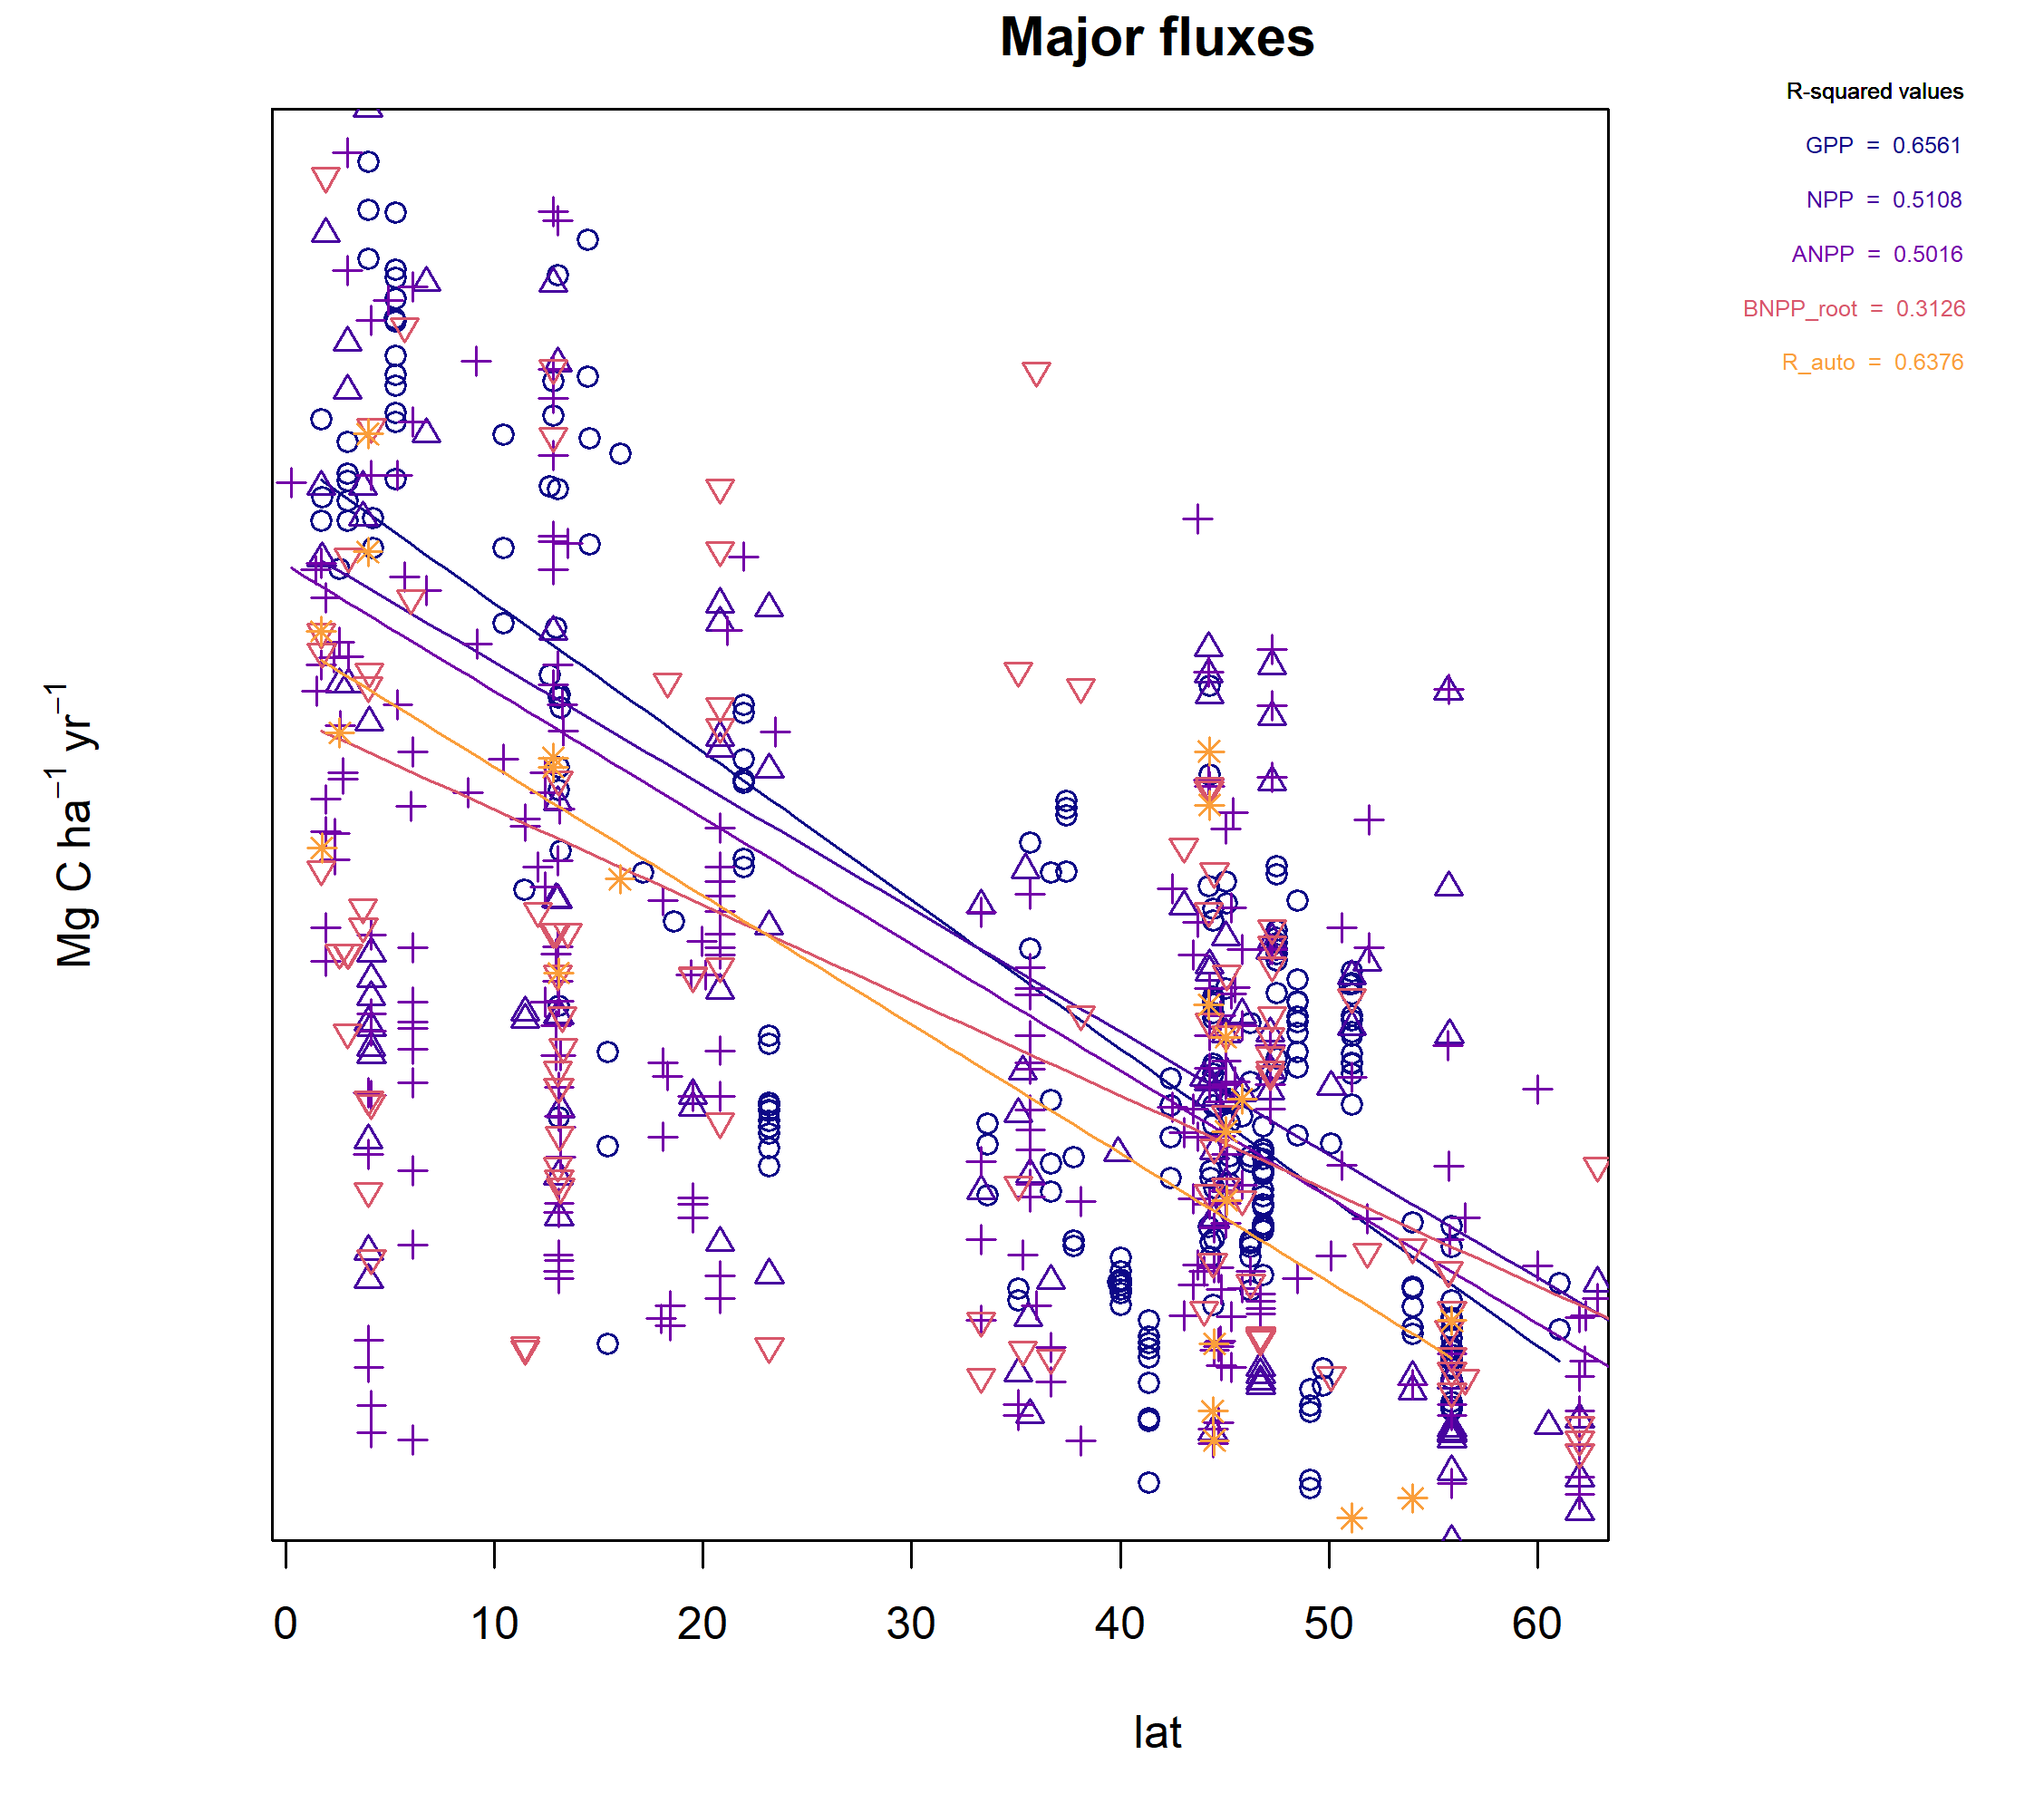 Major fluxes
R-squared values
GPP = 0.6561
NPP = 0.5108
ANPP = 0.5016
BNPP_root = 0.3126
R_auto = 0.6376
Mg C ha⁻¹ yr⁻¹
0 10 20 30 40 50 60
lat